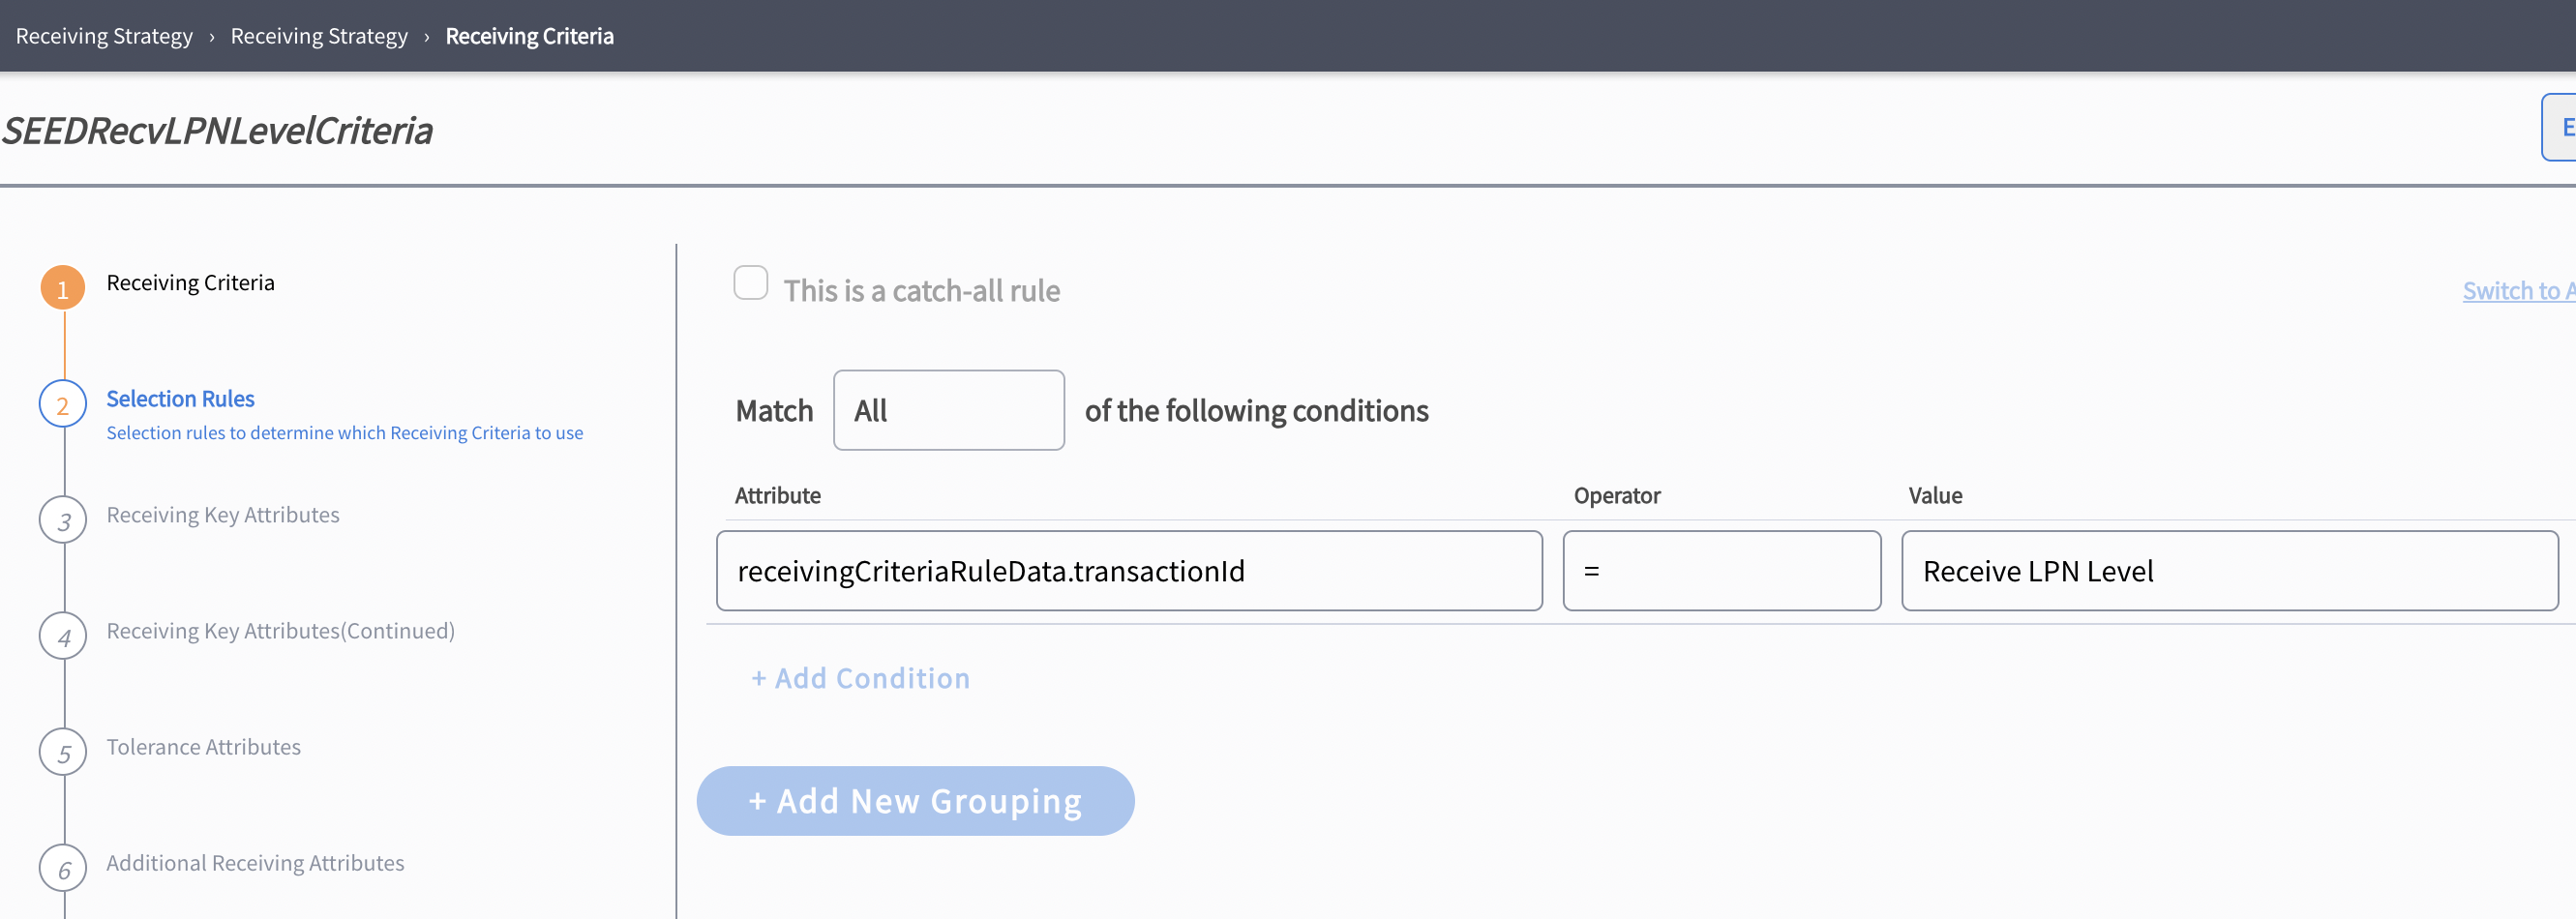 Receiving Strategy › Receiving Strategy › Receiving Criteria
SEEDRecvLPNLevelCriteria
E
1 Receiving Criteria
2 Selection Rules
Selection rules to determine which Receiving Criteria to use
3 Receiving Key Attributes
4 Receiving Key Attributes(Continued)
5 Tolerance Attributes
6 Additional Receiving Attributes
This is a catch-all rule
Switch to A
Match All of the following conditions
Attribute Operator Value
receivingCriteriaRuleData.transactionId = Receive LPN Level
+ Add Condition
+ Add New Grouping